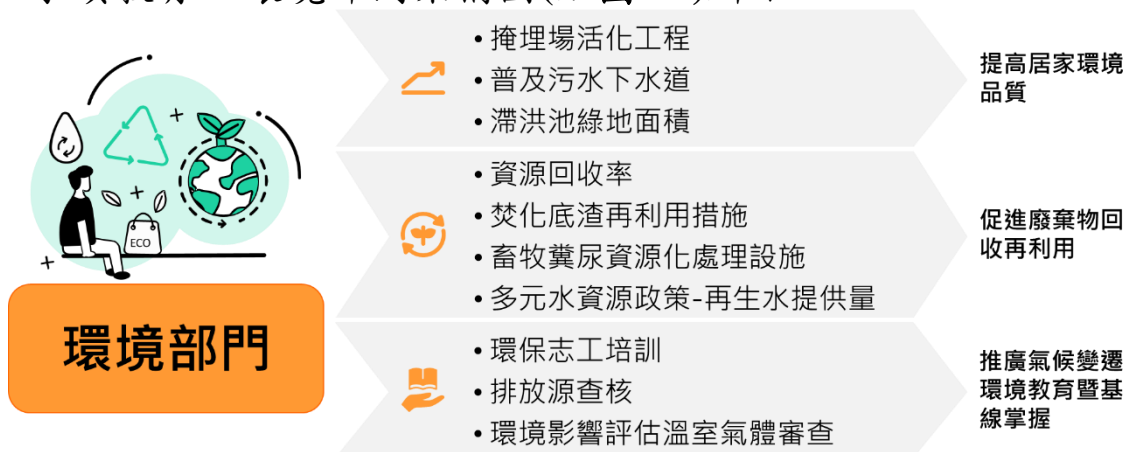 • 掩埋場活化工程
• 普及污水下水道
• 滯洪池綠地面積
提高居家環境
品質
• 資源回收率
• 焚化底渣再利用措施
• 畜牧糞尿資源化處理設施
• 多元水資源政策-再生水提供量
促進廢棄物回
收再利用
ECO
環境部門
• 環保志工培訓
• 排放源查核
• 環境影響評估溫室氣體審查
推廣氣候變遷
環境教育暨基
線掌握